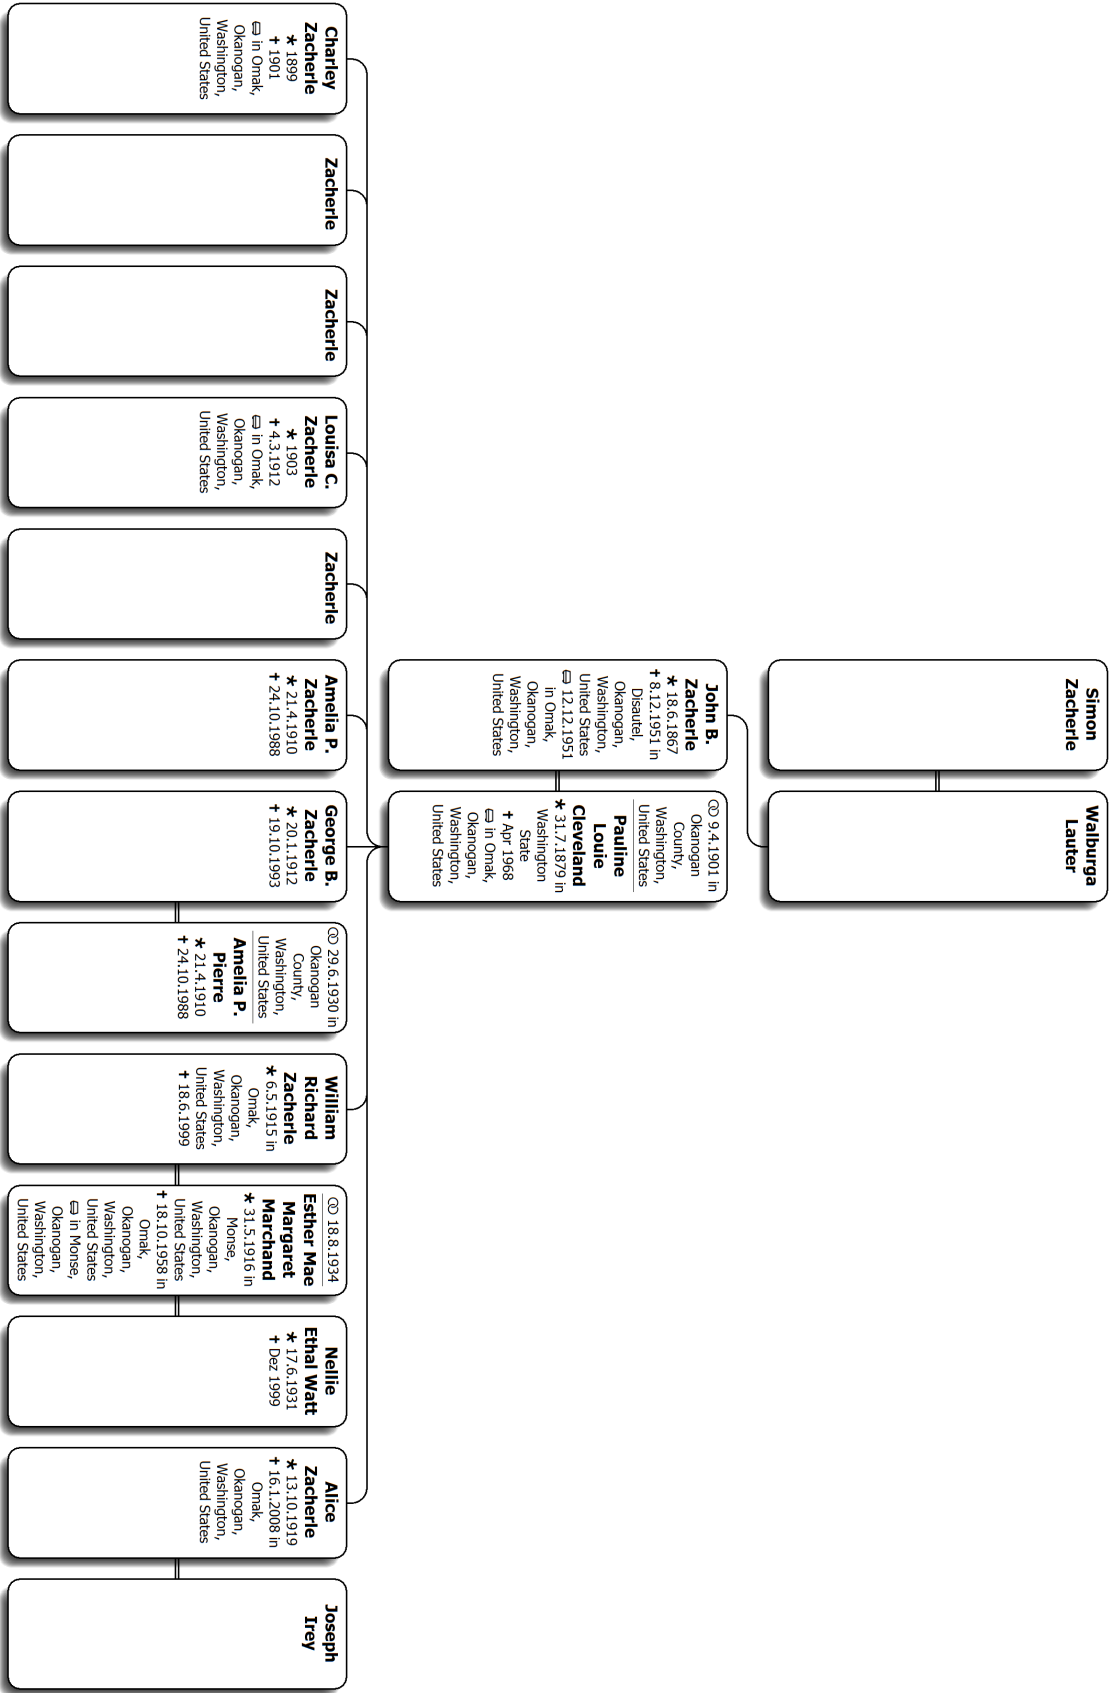 Simon
Zacherle
Walburga
Lauter
John B.
Zacherle
★ 18.6.1867
✝ 8.12.1951 in
Disautel,
Okanogan,
Washington,
United States
⚰ 12.12.1951
in Omak,
Okanogan,
Washington,
United States
⚭ 9.4.1901 in
Okanogan
County,
Washington,
United States
Pauline
Louie
Cleveland
★ 31.7.1879 in
Washington
State
✝ Apr 1968
⚰ in Omak,
Okanogan,
Washington,
United States
Charley
Zacherle
★ 1899
✝ 1901
⚰ in Omak,
Okanogan,
Washington,
United States
Zacherle
Zacherle
Louisa C.
Zacherle
★ 1903
✝ 4.3.1912
⚰ in Omak,
Okanogan,
Washington,
United States
Zacherle
Amelia P.
Zacherle
★ 21.4.1910
✝ 24.10.1988
George B.
Zacherle
★ 20.1.1912
✝ 19.10.1993
⚭ 29.6.1930 in
Okanogan
County,
Washington,
United States
Amelia P.
Pierre
★ 21.4.1910
✝ 24.10.1988
William
Richard
Zacherle
★ 6.5.1915 in
Omak,
Okanogan,
Washington,
United States
✝ 18.6.1999
⚭ 18.8.1934
Esther Mae
Margaret
Marchand
★ 31.5.1916 in
Monse,
Okanogan,
Washington,
United States
✝ 18.10.1958 in
Omak,
Okanogan,
Washington,
United States
⚰ in Monse,
Okanogan,
Washington,
United States
Nellie
Ethal Watt
★ 17.6.1931
✝ Dez 1999
Alice
Zacherle
★ 13.10.1919
✝ 16.1.2008 in
Omak,
Okanogan,
Washington,
United States
Joseph
Irey